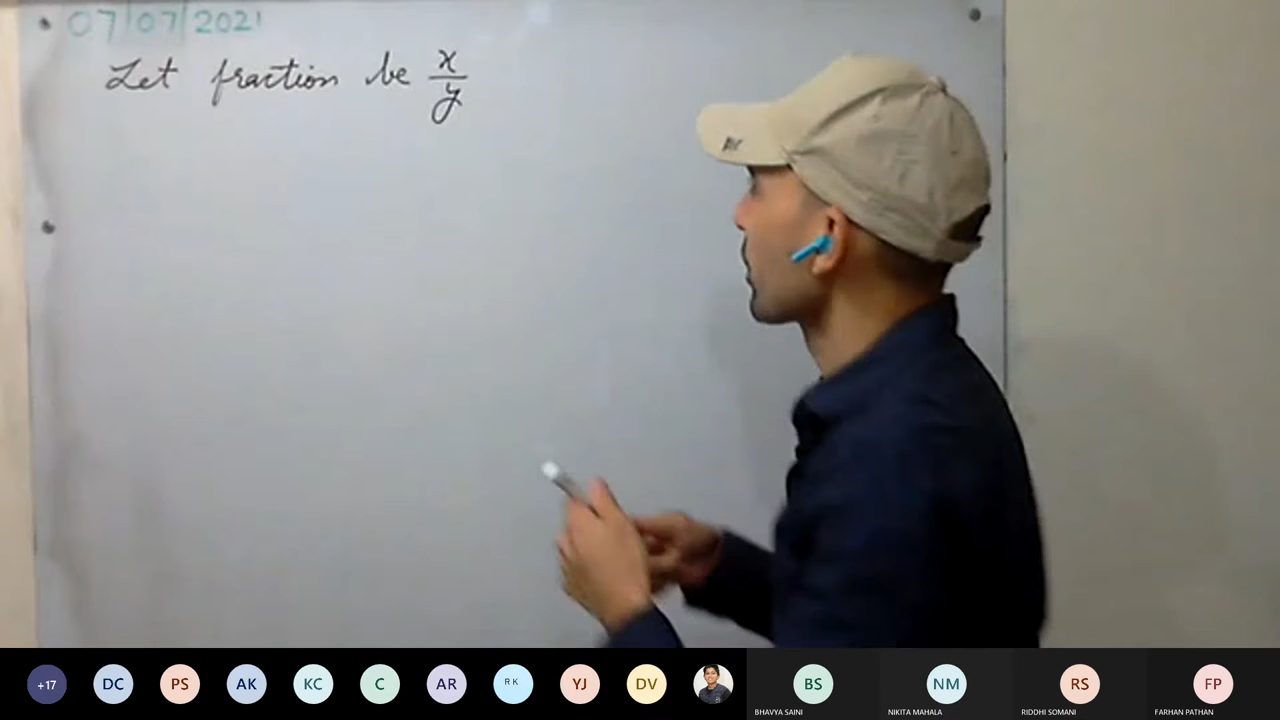 07/07/2021
Let fraction be x/y
+17 DC PS AK KC C AR RK YJ DV BS NM RS FP
BHAVYA SAINI NIKITA MAHALA RIDDHI SOMANI FARHAN PATHAN